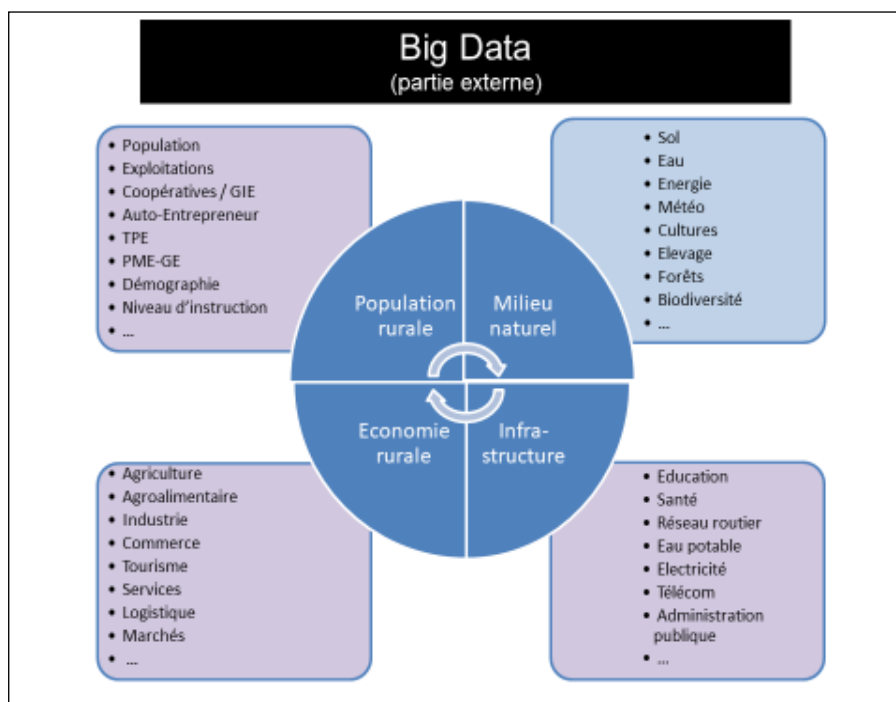 Big Data
(partie externe)
• Population
• Exploitations
• Coopératives / GIE
• Auto-Entrepreneur
• TPE
• PME-GE
• Démographie
• Niveau d'instruction
• ...
• Sol
• Eau
• Energie
• Météo
• Cultures
• Elevage
• Forêts
• Biodiversité
• ...
Population
rurale
Milieu
naturel
Economie
rurale
Infra-
structure
• Agriculture
• Agroalimentaire
• Industrie
• Commerce
• Tourisme
• Services
• Logistique
• Marchés
• ...
• Education
• Santé
• Réseau routier
• Eau potable
• Electricité
• Télécom
• Administration
publique
• ...